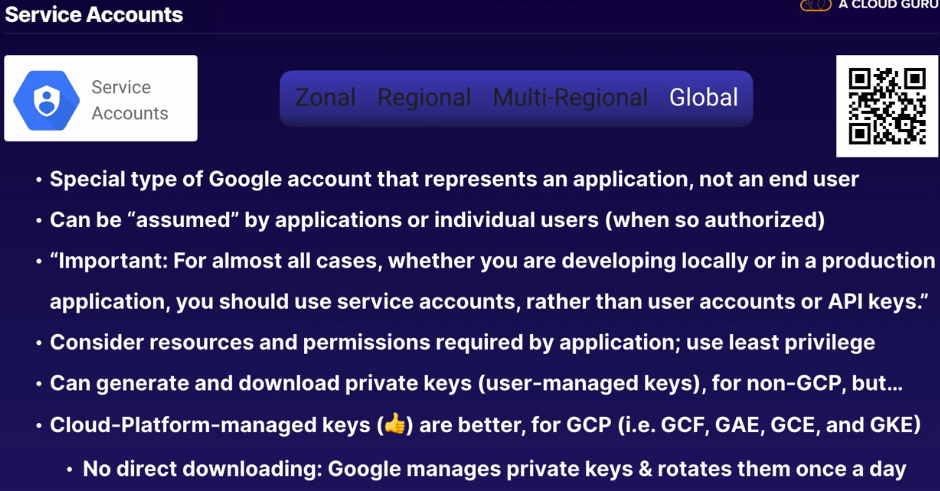 Service Accounts
A CLOUD GURU
Service
Accounts
Zonal Regional Multi-Regional Global
• Special type of Google account that represents an application, not an end user
• Can be “assumed” by applications or individual users (when so authorized)
• “Important: For almost all cases, whether you are developing locally or in a production
application, you should use service accounts, rather than user accounts or API keys.”
• Consider resources and permissions required by application; use least privilege
• Can generate and download private keys (user-managed keys), for non-GCP, but...
• Cloud-Platform-managed keys (👍) are better, for GCP (i.e. GCF, GAE, GCE, and GKE)
• No direct downloading: Google manages private keys & rotates them once a day